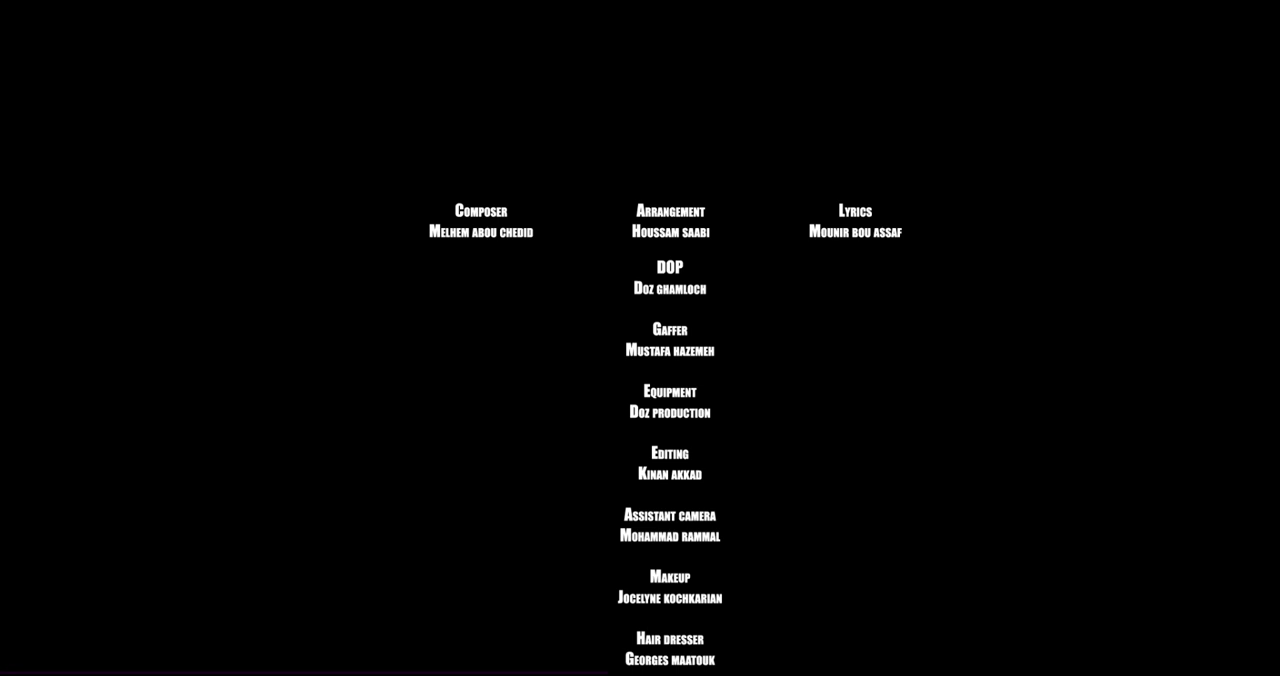 Composer
Melhem abou chedid
Arrangement
Houssam saabi
Lyrics
Mounir bou assaf
DOP
Doz ghamloch
Gaffer
Mustafa hazemeh
Equipment
Doz production
Editing
Kinan akkad
Assistant camera
Mohammad rammal
Makeup
Jocelyne kochkarian
Hair dresser
Georges maatouk